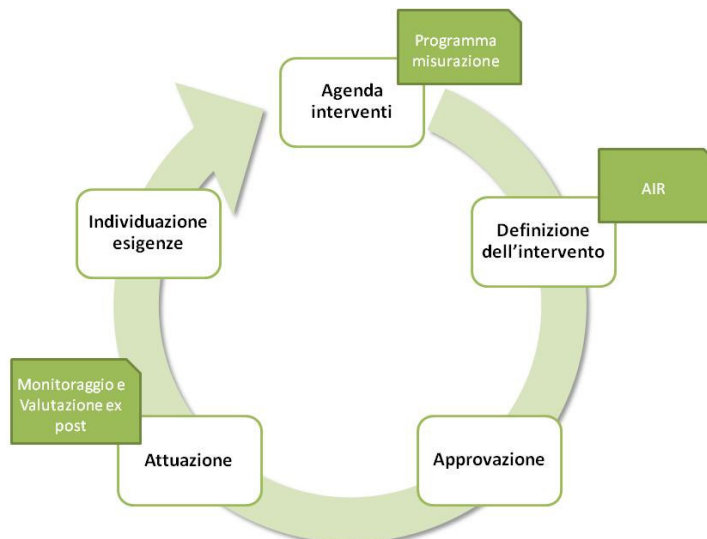 Programma
misurazione
Agenda
interventi
AIR
Definizione
dell'intervento
Approvazione
Attuazione
Monitoraggio e
Valutazione ex
post
Individuazione
esigenze